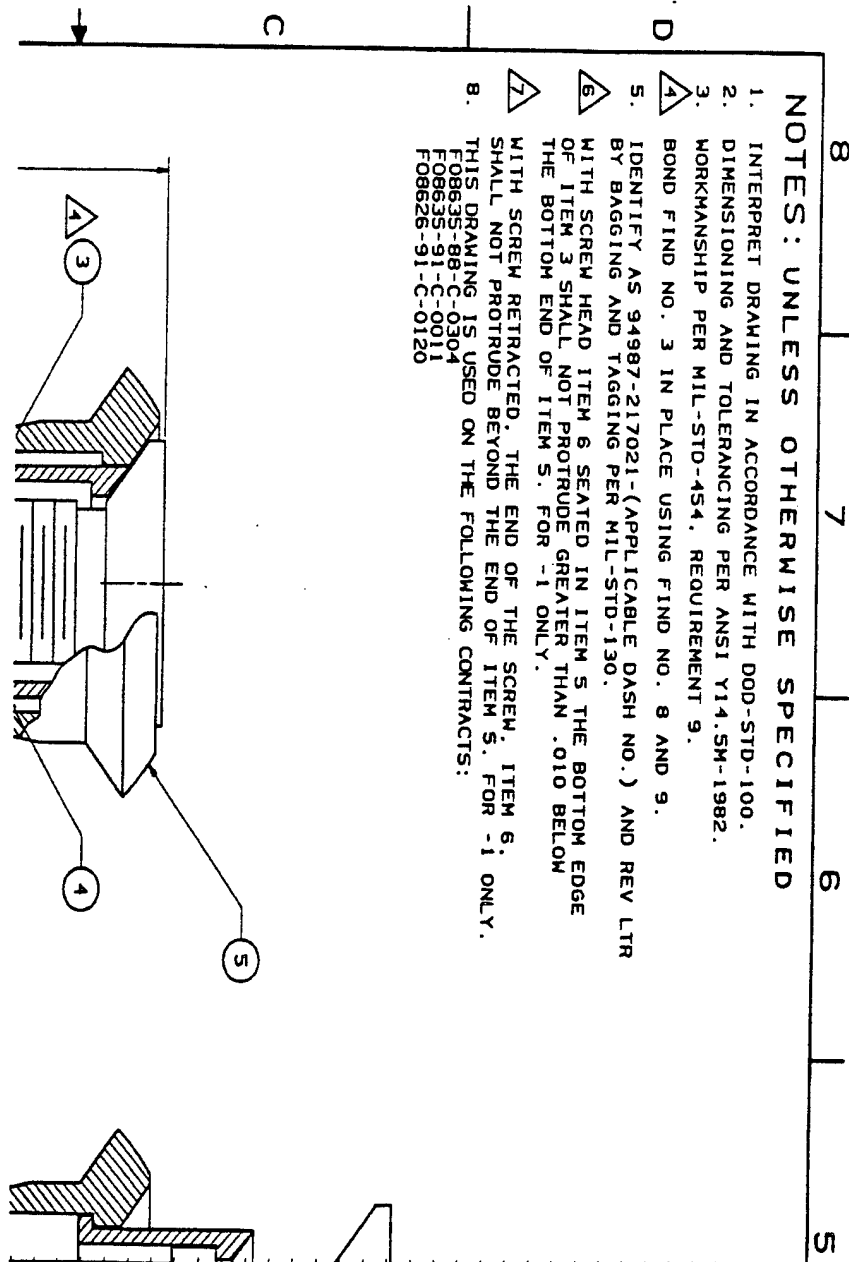 8 7 6 5
D
C
NOTES: UNLESS OTHERWISE SPECIFIED
1. INTERPRET DRAWING IN ACCORDANCE WITH DOD-STD-100.
2. DIMENSIONING AND TOLERANCING PER ANSI Y14.5M-1982.
3. WORKMANSHIP PER MIL-STD-454, REQUIREMENT 9.
4 BOND FIND NO. 3 IN PLACE USING FIND NO. 8 AND 9.
5. IDENTIFY AS 94987-217021-(APPLICABLE DASH NO.) AND REV LTR
BY BAGGING AND TAGGING PER MIL-STD-130.
6 WITH SCREW HEAD ITEM 6 SEATED IN ITEM 5 THE BOTTOM EDGE
OF ITEM 3 SHALL NOT PROTRUDE GREATER THAN .010 BELOW
THE BOTTOM END OF ITEM 5. FOR -1 ONLY.
7 WITH SCREW RETRACTED, THE END OF THE SCREW, ITEM 6,
SHALL NOT PROTRUDE BEYOND THE END OF ITEM 5. FOR -1 ONLY.
8. THIS DRAWING IS USED ON THE FOLLOWING CONTRACTS:
F08635-88-C-0304
F08635-91-C-0011
F08626-91-C-0120
4 3
5
4